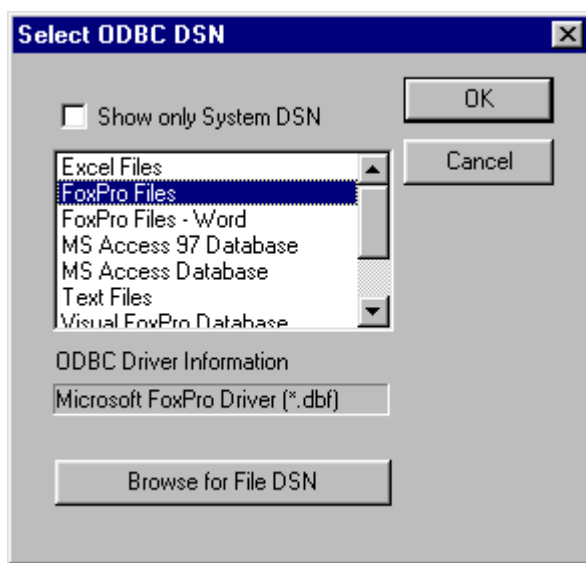 Select ODBC DSN
Show only System DSN
OK
Cancel
Excel Files
FoxPro Files
FoxPro Files - Word
MS Access 97 Database
MS Access Database
Text Files
Visual FoxPro Database
ODBC Driver Information
Microsoft FoxPro Driver (*.dbf)
Browse for File DSN